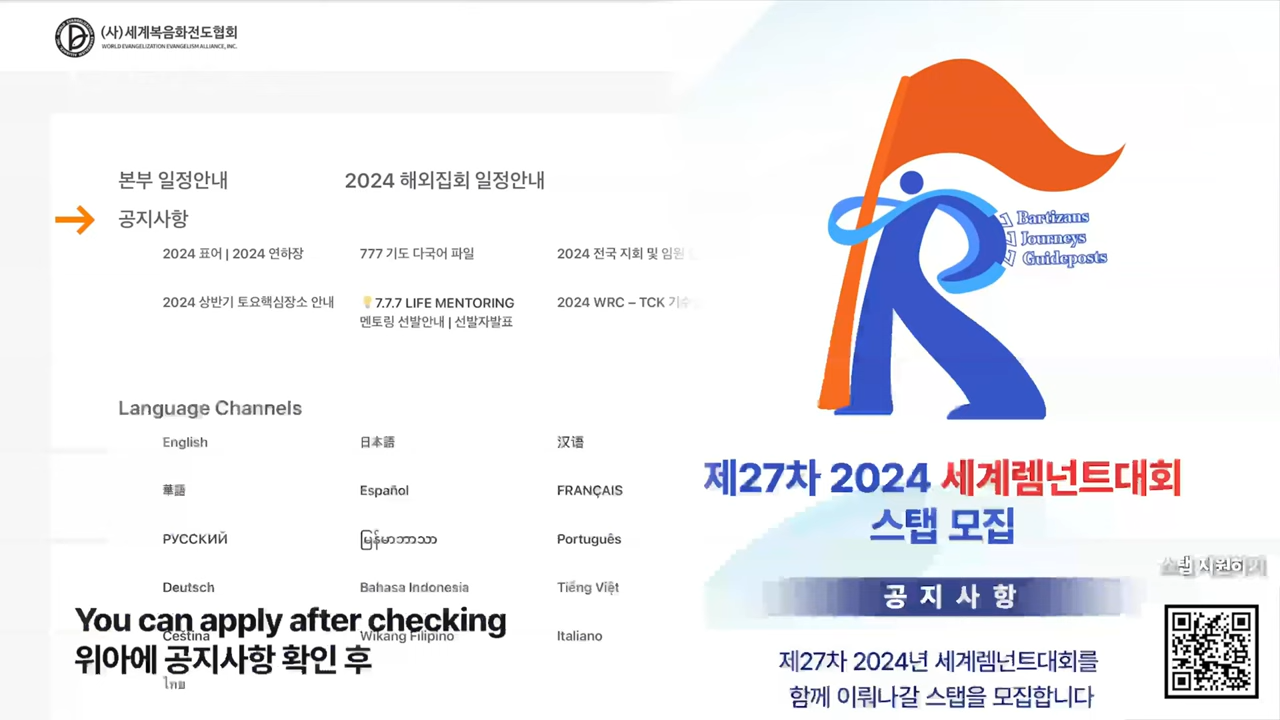 (사)세계복음화전도협회
WORLD EVANGELIZATION EVANGELISM ALLIANCE, INC.
본부 일정안내
2024 해외집회 일정안내
공지사항
2024 표어 | 2024 연하장
777 기도 다국어 파일
2024 전국 지회 및 임원
2024 상반기 토요핵심장소 안내
💡7.7.7 LIFE MENTORING
멘토링 선발안내 | 선발자발표
2024 WRC – TCK
Language Channels
English
日本語
汉语
華語
Español
FRANÇAIS
РУССКИЙ
မြန်မာဘာသာ
Português
Deutsch
Bahasa Indonesia
Tiếng Việt
Čeština
Wikang Filipino
Italiano
ไทย
You can apply after checking
위아에 공지사항 확인 후
Bartizans
Journeys
Guideposts
제27차 2024 세계렘넌트대회
스탭 모집
공지사항
제27차 2024년 세계렘넌트대회를
함께 이뤄나갈 스탭을 모집합니다
스탭 지원하기